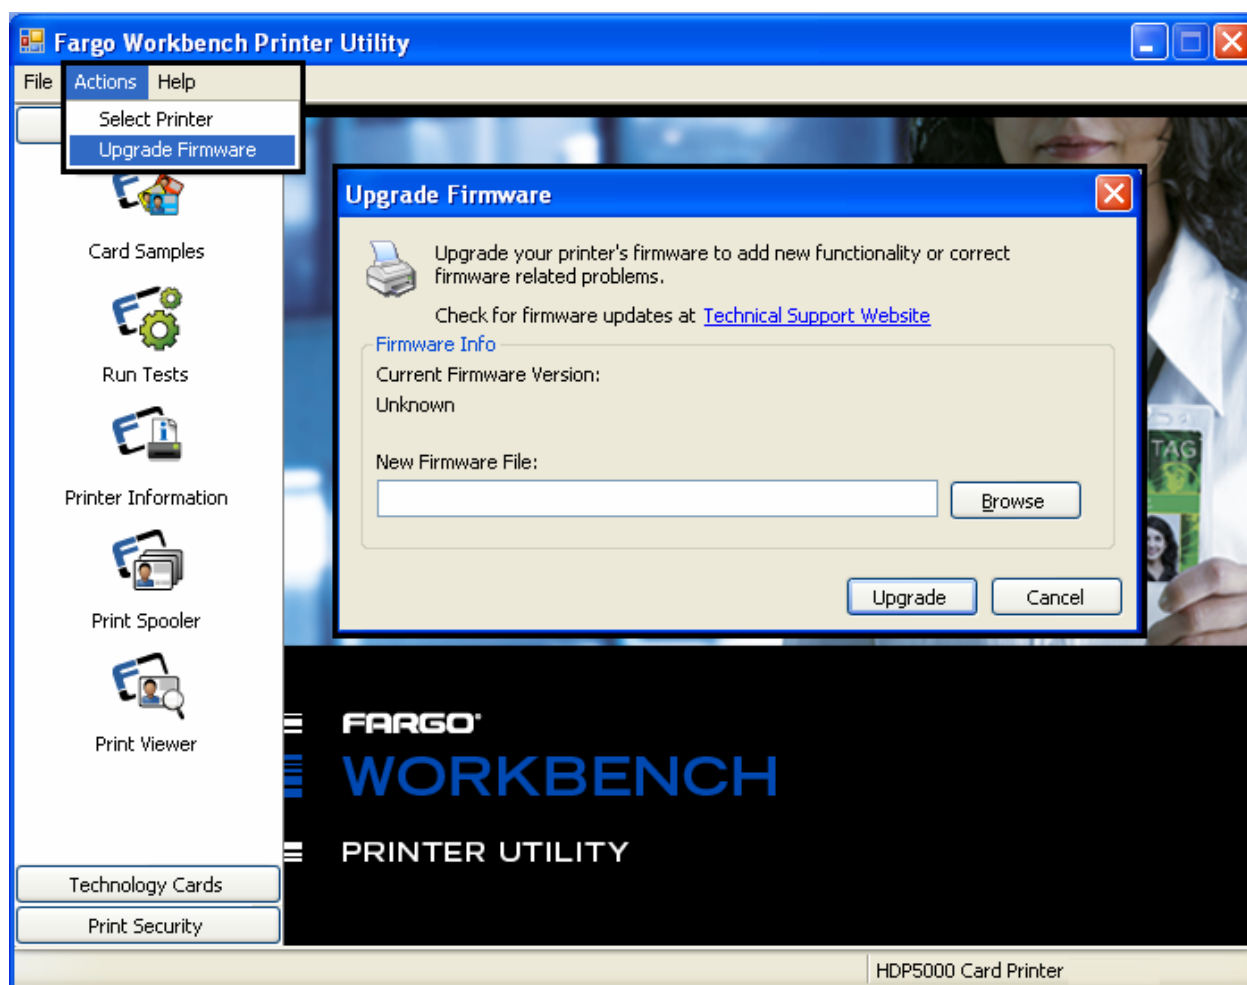 Fargo Workbench Printer Utility
File Actions Help
Select Printer
Upgrade Firmware
Card Samples
Run Tests
Printer Information
Print Spooler
Print Viewer
Technology Cards
Print Security
Upgrade Firmware
Upgrade your printer's firmware to add new functionality or correct
firmware related problems.
Check for firmware updates at Technical Support Website
Firmware Info
Current Firmware Version:
Unknown
New Firmware File:
Browse
Upgrade Cancel
TAG
FARGO®
WORKBENCH
PRINTER UTILITY
HDP5000 Card Printer